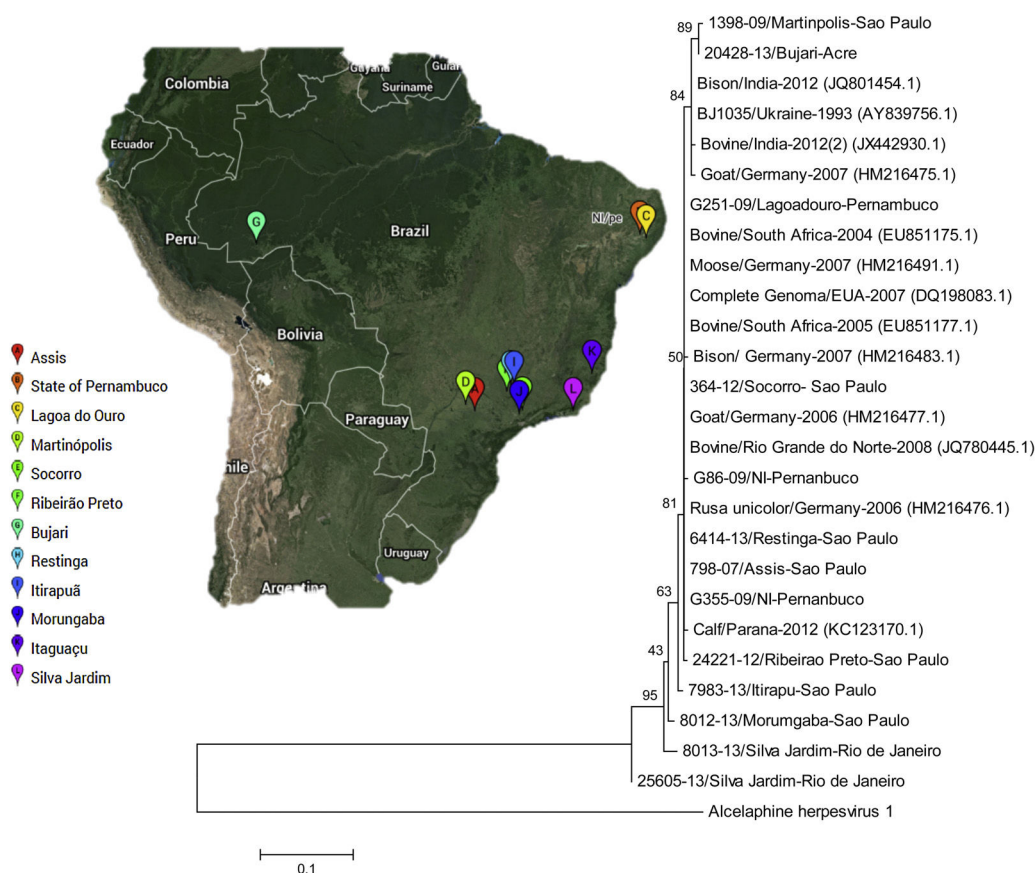 Colombia
Guyana
Guiar
Suriname
Ecuador
G
C
NI/pe
Peru
Brazil
Bolivia
K
I
D
A
J
L
Paraguay
hile
Uruguay
Argentina
A Assis
B State of Pernambuco
C Lagoa do Ouro
D Martinópolis
E Socorro
F Ribeirão Preto
G Bujari
H Restinga
I Itirapuã
J Morungaba
K Itaguaçu
L Silva Jardim
89
1398-09/Martinpolis-Sao Paulo
20428-13/Bujari-Acre
Bison/India-2012 (JQ801454.1)
84
BJ1035/Ukraine-1993 (AY839756.1)
Bovine/India-2012(2) (JX442930.1)
Goat/Germany-2007 (HM216475.1)
G251-09/Lagoadouro-Pernambuco
Bovine/South Africa-2004 (EU851175.1)
Moose/Germany-2007 (HM216491.1)
Complete Genoma/EUA-2007 (DQ198083.1)
Bovine/South Africa-2005 (EU851177.1)
50
Bison/ Germany-2007 (HM216483.1)
364-12/Socorro- Sao Paulo
Goat/Germany-2006 (HM216477.1)
Bovine/Rio Grande do Norte-2008 (JQ780445.1)
G86-09/NI-Pernanbuco
81
Rusa unicolor/Germany-2006 (HM216476.1)
6414-13/Restinga-Sao Paulo
798-07/Assis-Sao Paulo
63
G355-09/NI-Pernanbuco
Calf/Parana-2012 (KC123170.1)
43
24221-12/Ribeirao Preto-Sao Paulo
95
7983-13/Itirapu-Sao Paulo
8012-13/Morumgaba-Sao Paulo
8013-13/Silva Jardim-Rio de Janeiro
25605-13/Silva Jardim-Rio de Janeiro
Alcelaphine herpesvirus 1
0.1